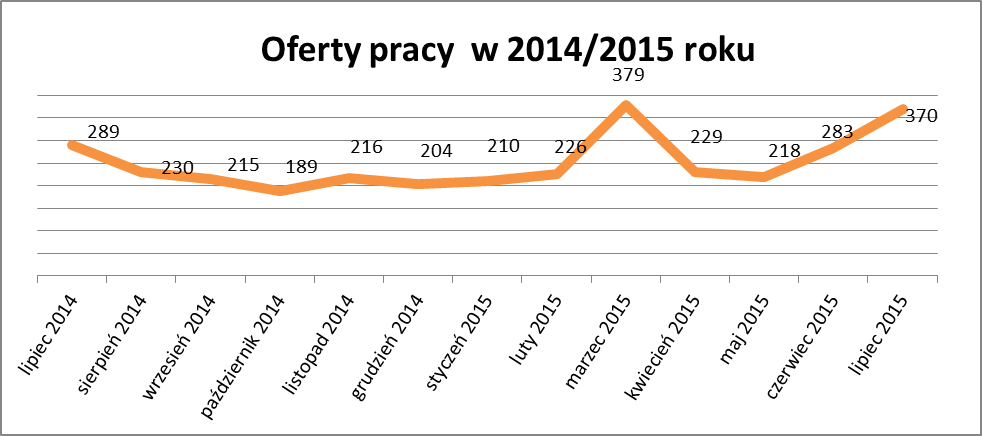 Oferty pracy  w 2014/2015 roku
289
230
215
189
216
204
210
226
379
229
218
283
370
lipiec 2014
sierpień 2014
wrzesień 2014
październik 2014
listopad 2014
grudzień 2014
styczeń 2015
luty 2015
marzec 2015
kwiecień 2015
maj 2015
czerwiec 2015
lipiec 2015